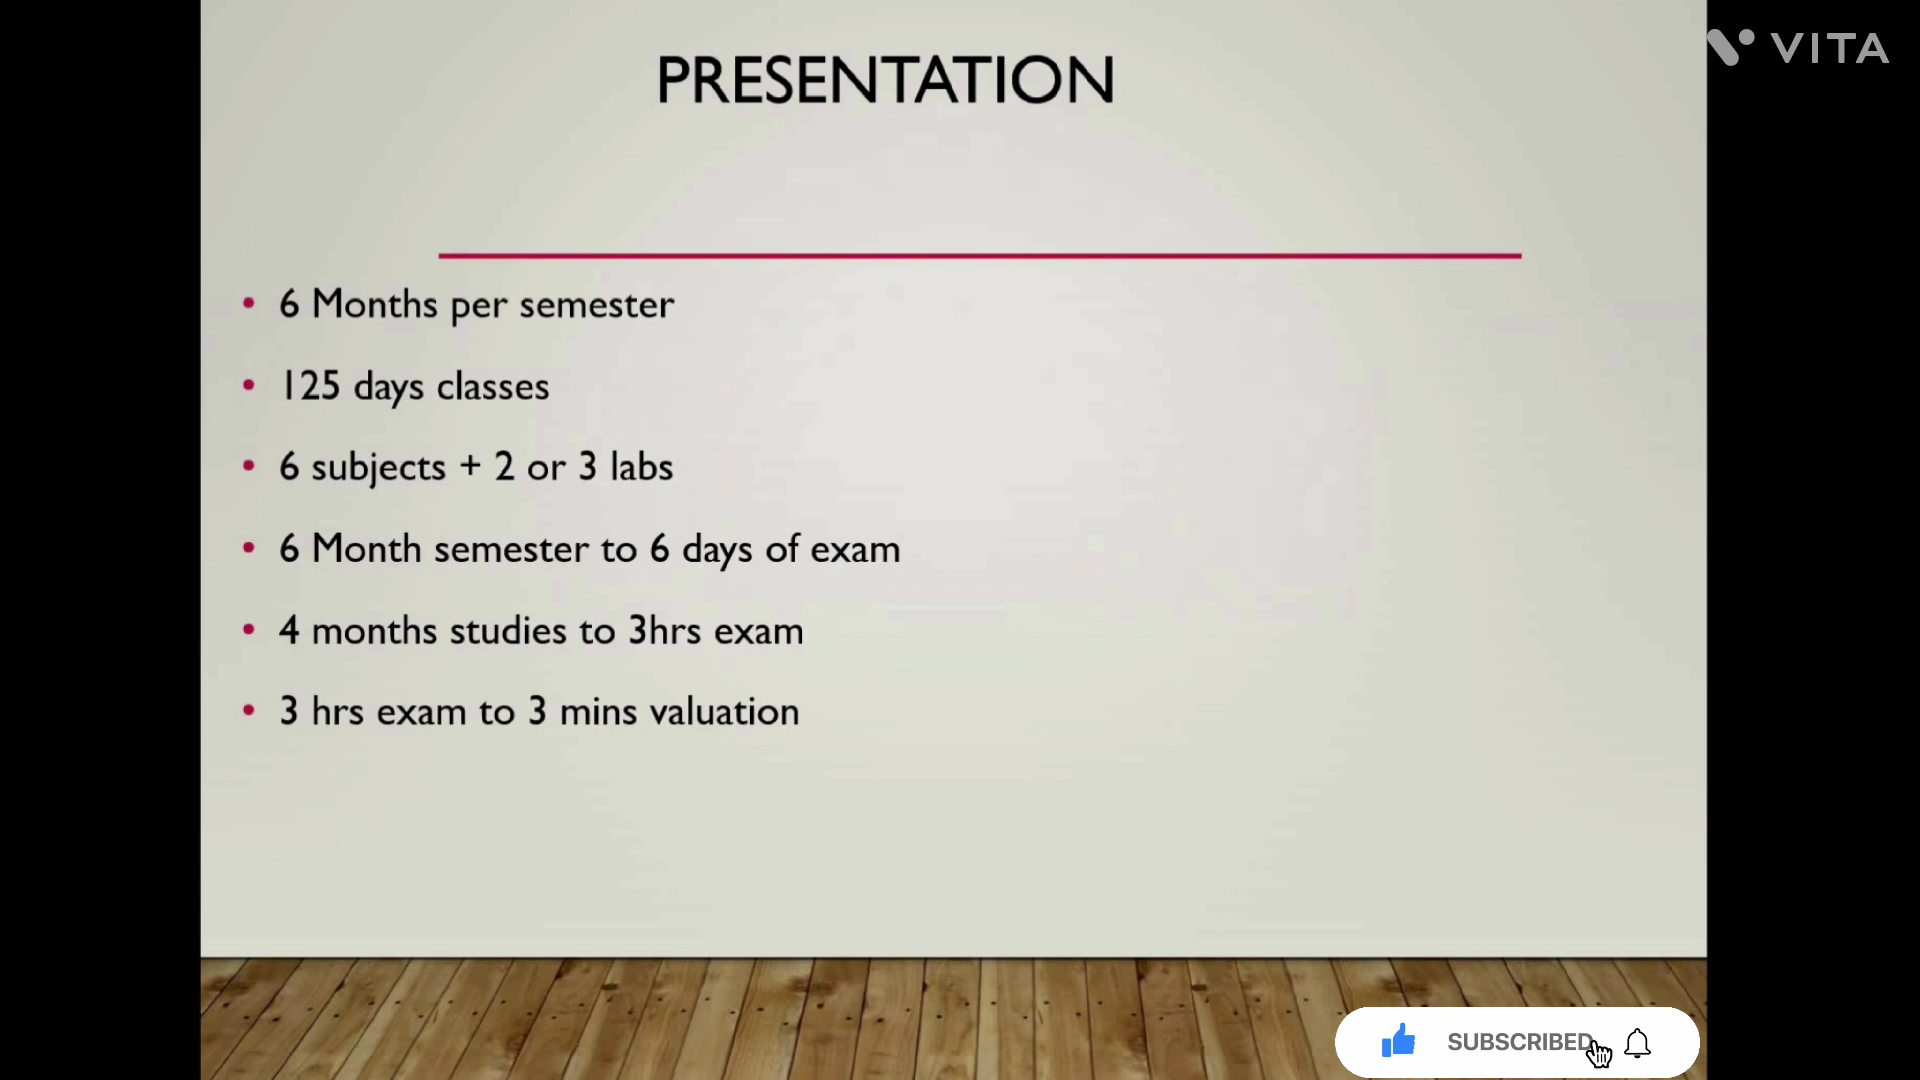 PRESENTATION
VITA
• 6 Months per semester
• 125 days classes
• 6 subjects + 2 or 3 labs
• 6 Month semester to 6 days of exam
• 4 months studies to 3hrs exam
• 3 hrs exam to 3 mins valuation
SUBSCRIBED